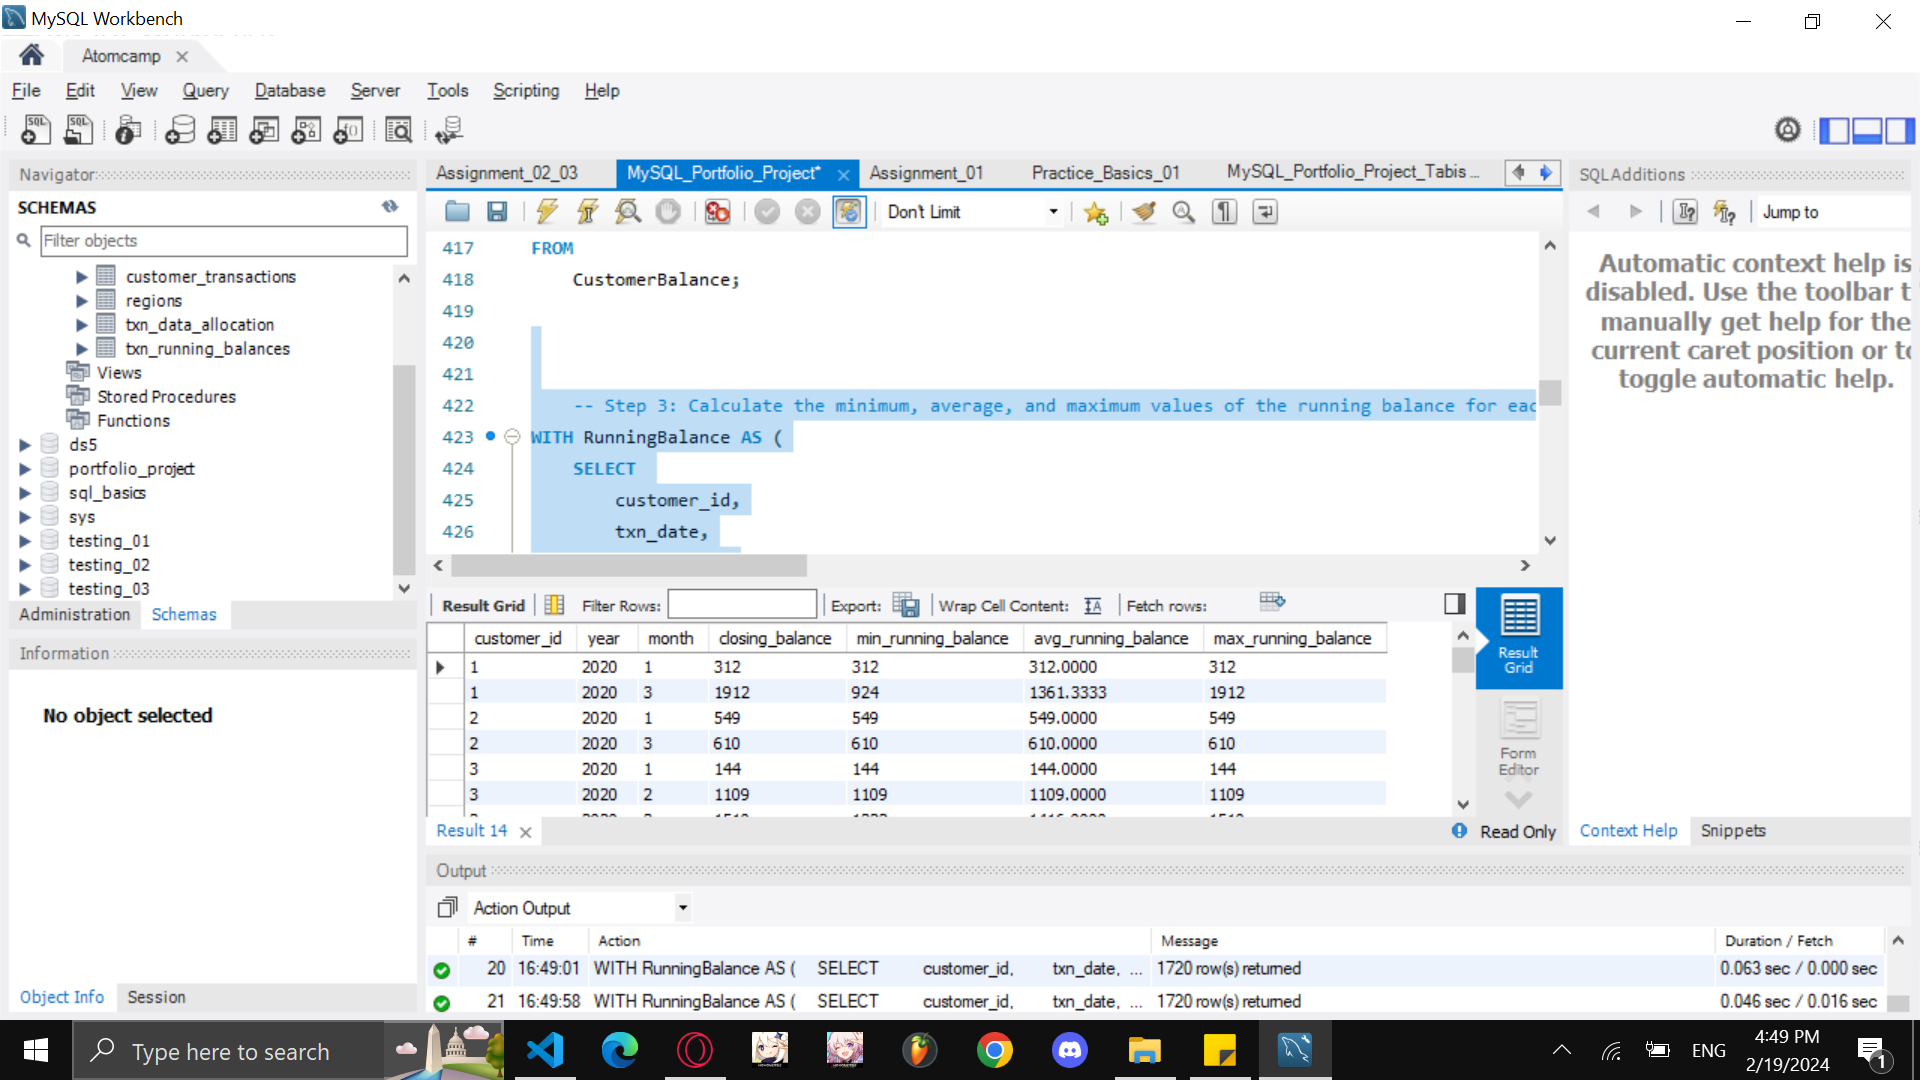 MySQL Workbench
Atomcamp
File Edit View Query Database Server Tools Scripting Help
Navigator
SCHEMAS
Filter objects
customer_transactions
regions
txn_data_allocation
txn_running_balances
Views
Stored Procedures
Functions
ds5
portfolio_project
sql_basics
sys
testing_01
testing_02
testing_03
Administration Schemas
Information
No object selected
Object Info Session
Assignment_02_03 MySQL_Portfolio_Project* Assignment_01 Practice_Basics_01 MySQL_Portfolio_Project_Tabis ...
Don't Limit
417 FROM
418 CustomerBalance;
419
420
421
422 -- Step 3: Calculate the minimum, average, and maximum values of the running balance for eac
423 WITH RunningBalance AS (
424 SELECT
425 customer_id,
426 txn_date,
Result Grid Filter Rows: Export: Wrap Cell Content: Fetch rows:
customer_id year month closing_balance min_running_balance avg_running_balance max_running_balance
1 2020 1 312 312 312.0000 312
1 2020 3 1912 924 1361.3333 1912
2 2020 1 549 549 549.0000 549
2 2020 3 610 610 610.0000 610
3 2020 1 144 144 144.0000 144
3 2020 2 1109 1109 1109.0000 1109
Result Grid
Form Editor
Result 14
Read Only
SQLAdditions
Jump to
Automatic context help is
disabled. Use the toolbar t
manually get help for the
current caret position or to
toggle automatic help.
Context Help Snippets
Output
Action Output
# Time Action Message Duration / Fetch
20 16:49:01 WITH RunningBalance AS ( SELECT customer_id, txn_date, ... 1720 row(s) returned 0.063 sec / 0.000 sec
21 16:49:58 WITH RunningBalance AS ( SELECT customer_id, txn_date, ... 1720 row(s) returned 0.046 sec / 0.016 sec
Type here to search
ENG
4:49 PM
2/19/2024
1